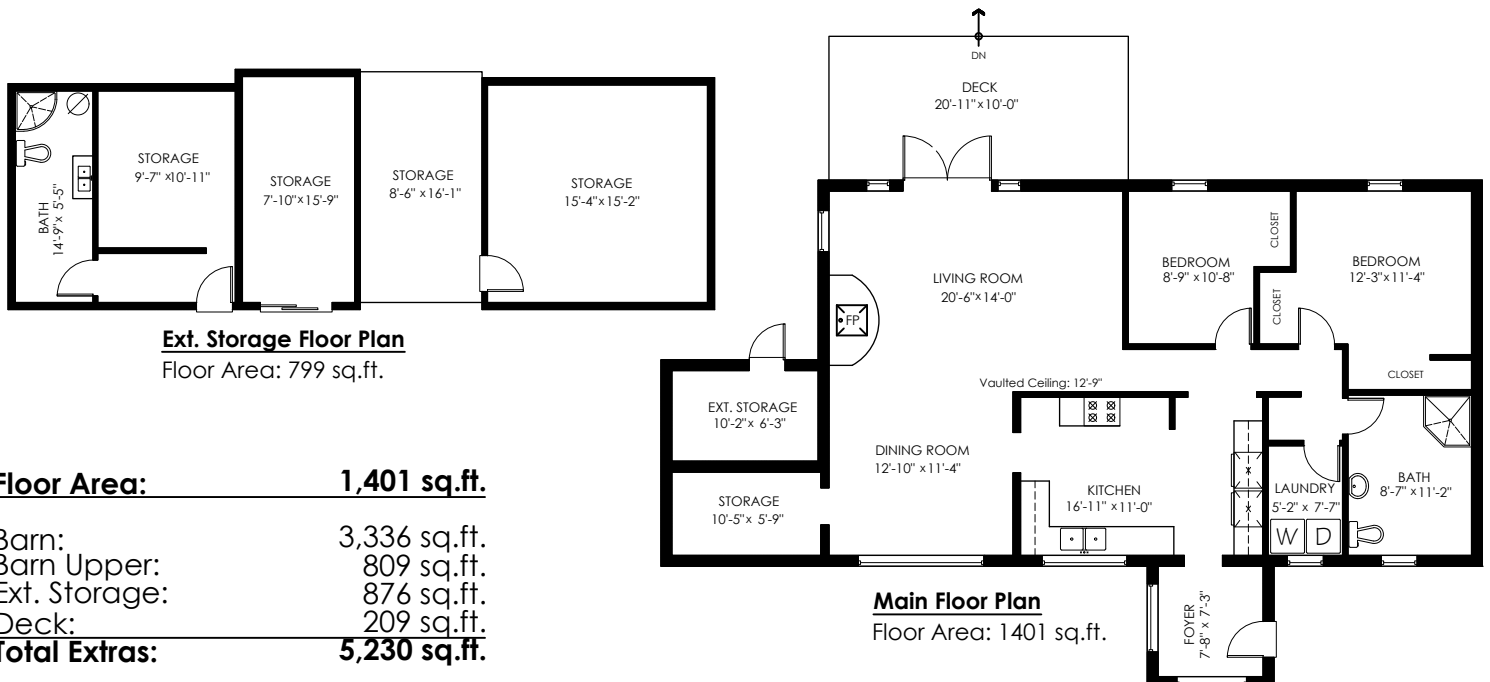 STORAGE
9'-7" x10'-11"
BATH
14'-9"x 5'-5"
STORAGE
7'-10"x15'-9"
STORAGE
8'-6" x16'-1"
STORAGE
15'-4"x15'-2"
Ext. Storage Floor Plan
Floor Area: 799 sq.ft.
DN
DECK
20'-11"x10'-0"
LIVING ROOM
20'-6"x14'-0"
FP
BEDROOM
8'-9" x10'-8"
CLOSET
CLOSET
BEDROOM
12'-3"x11'-4"
CLOSET
Vaulted Ceiling: 12'-9"
EXT. STORAGE
10'-2"x 6'-3"
STORAGE
10'-5"x 5'-9"
DINING ROOM
12'-10" x11'-4"
KITCHEN
16'-11" x11'-0"
LAUNDRY
5'-2" x 7'-7"
W D
BATH
8'-7" x11'-2"
FOYER
7'-8" x 7'-3"
Main Floor Plan
Floor Area: 1401 sq.ft.
Floor Area: 1,401 sq.ft.
Barn: 3,336 sq.ft.
Barn Upper: 809 sq.ft.
Ext. Storage: 876 sq.ft.
Deck: 209 sq.ft.
Total Extras: 5,230 sq.ft.